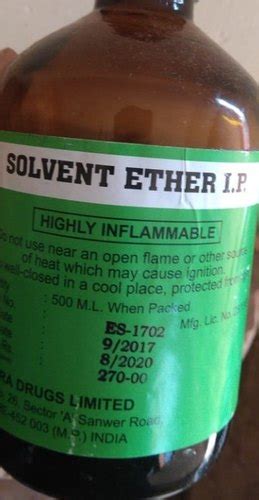 SOLVENT ETHER I.P.
HIGHLY INFLAMMABLE
Do not use near an open flame or other
of heat which may cause ignition.
well-closed in a cool place, protected
: 500 M.L. When Packed
Mfg. Lic. No.
: ES-1702
: 9/2017
: 8/2020
: 270-00
DRUGS LIMITED
26, Sector 'A' Sanwer Road,
452 003 (M.P.) INDIA